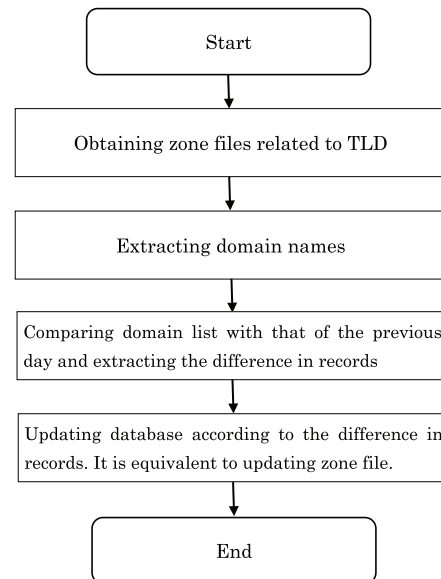 Start
Obtaining zone files related to TLD
Extracting domain names
Comparing domain list with that of the previous
day and extracting the difference in records
Updating database according to the difference in
records. It is equivalent to updating zone file.
End